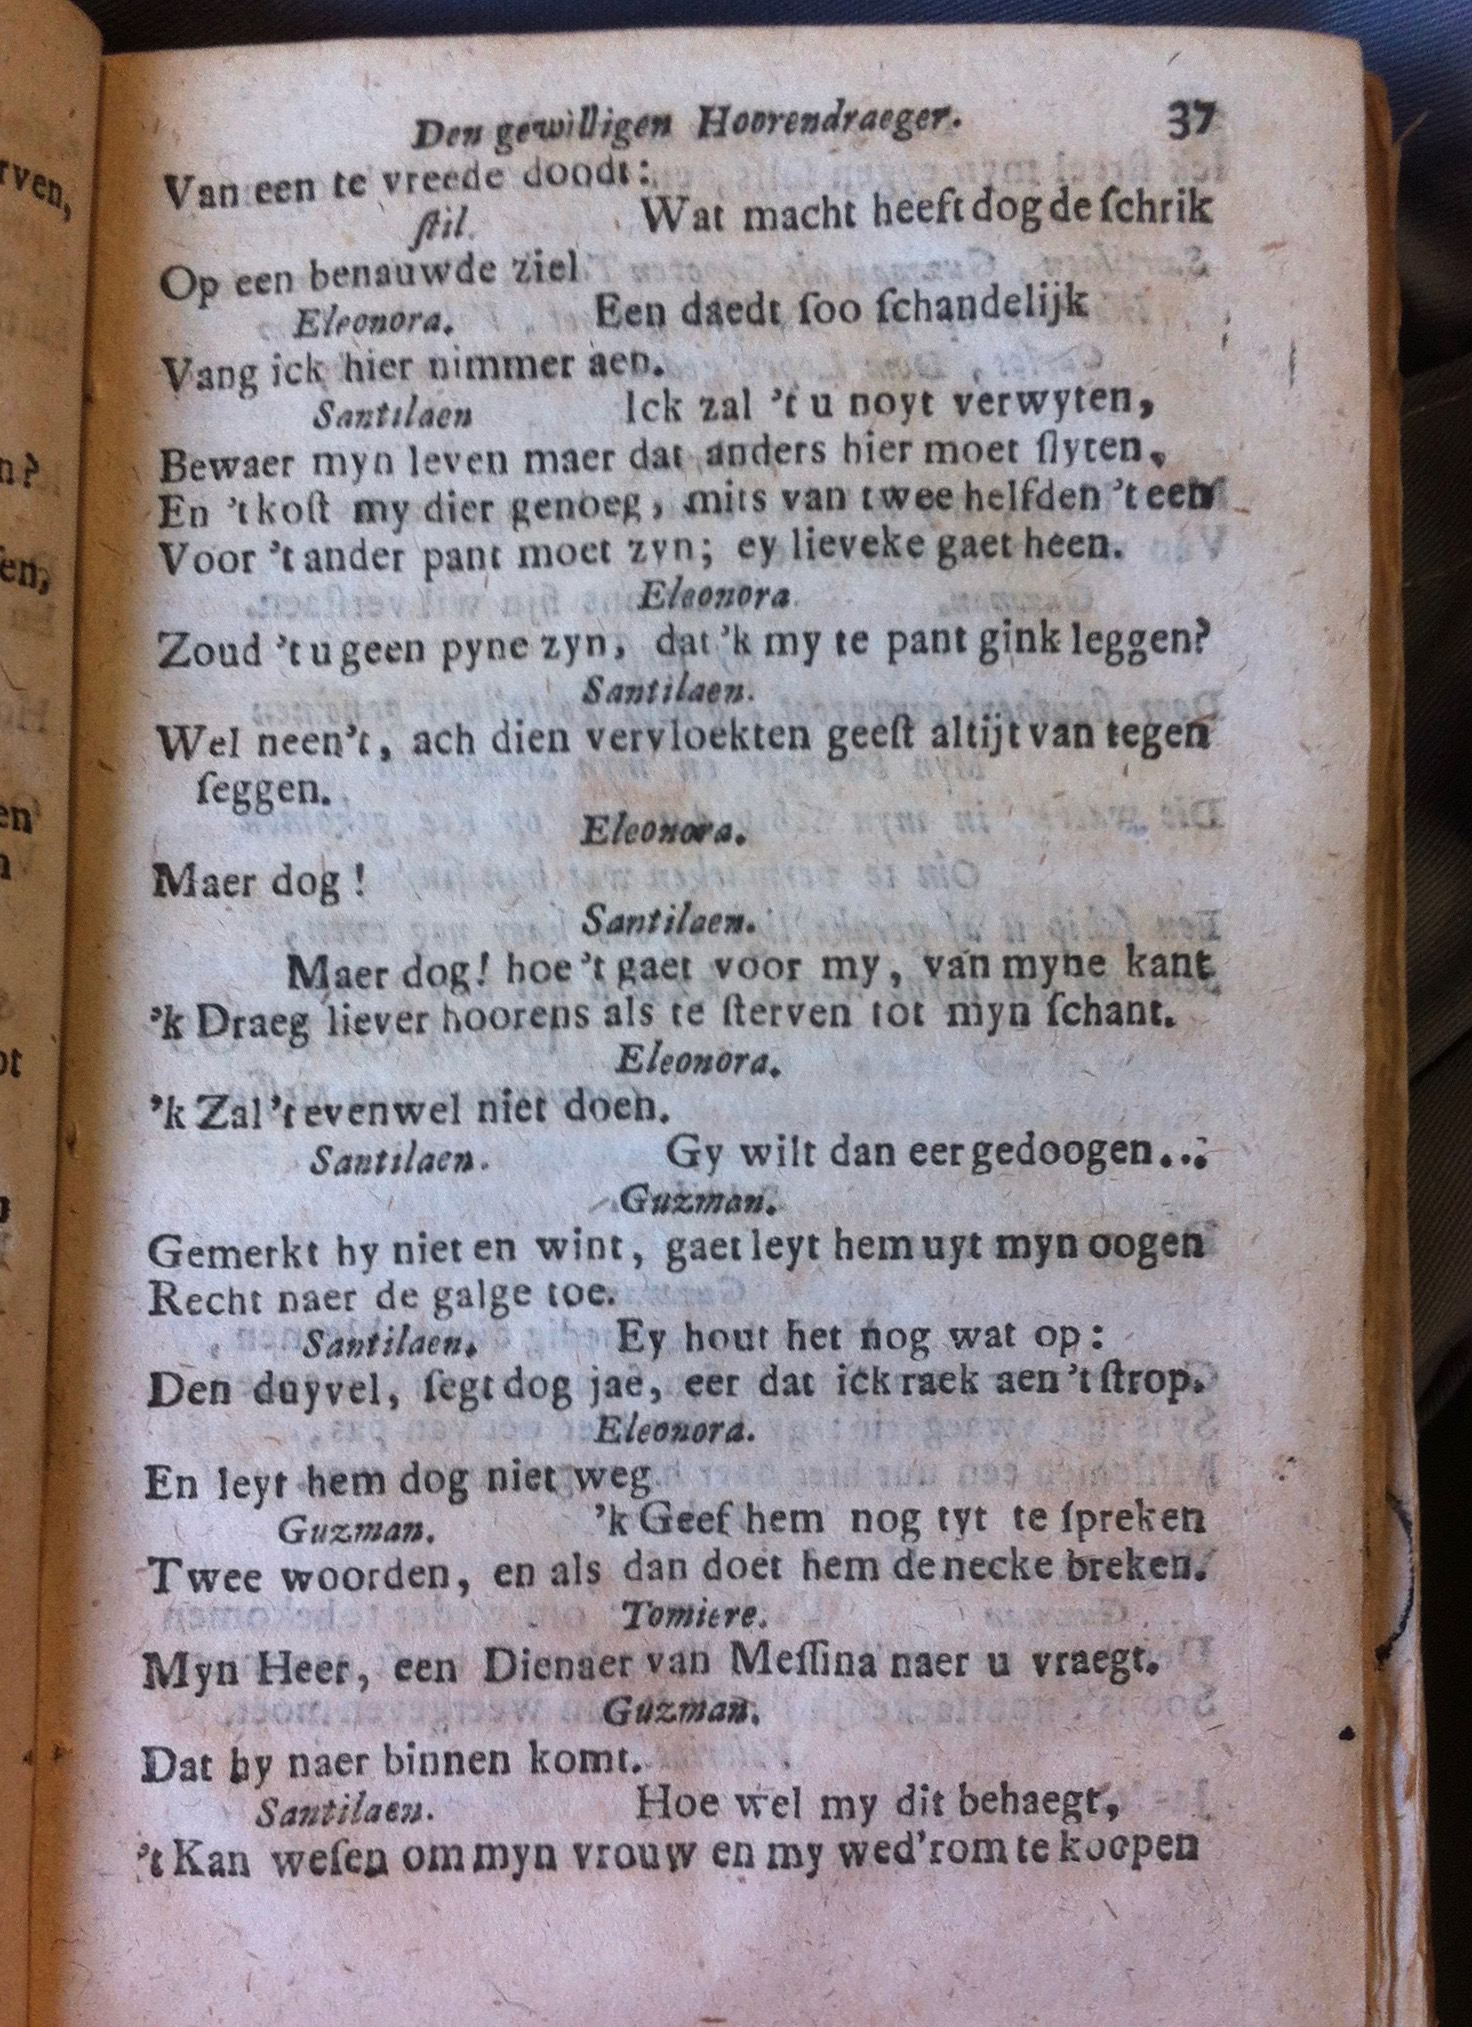 Den gewilligen Hoorendraeger. 37
Van een te vreede doodt:
ſtil. Wat macht heeft dog de ſchrik
Op een benauwde ziel
Eleonora. Een daedt ſoo ſchandelijk
Vang ick hier nimmer aen.
Santilaen Ick zal 't u noyt verwyten,
Bewaer myn leven maer dat anders hier moet ſlyten,
En 't koſt my dier genoeg, mits van twee helfden 't een
Voor 't ander pant moet zyn; ey lieveke gaet heen.
Eleonora
Zoud 't u geen pyne zyn, dat 'k my te pant gink leggen?
Santilaen.
Wel neen't, ach dien vervloekten geeſt altijt van tegen
ſeggen.
Eleonora.
Maer dog!
Santilaen.
Maer dog! hoe 't gaet voor my, van myne kant
'k Draeg liever hoorens als te ſterven tot myn ſchant.
Eleonora.
'k Zal 't evenwel niet doen.
Santilaen. Gy wilt dan eer gedoogen...
Guzman.
Gemerkt hy niet en wint, gaet leyt hem uyt myn oogen
Recht naer de galge toe.
Santilaen. Ey hout het nog wat op:
Den duyvel, ſegt dog jae, eer dat ick raek aen 't ſtrop.
Eleonora.
En leyt hem dog niet weg
Guzman. 'k Geef hem nog tyt te ſpreken
Twee woorden, en als dan doet hem de necke breken.
Tomiere.
Myn Heer, een Dienaer van Meſſina naer u vraegt.
Guzman.
Dat hy naer binnen komt.
Santilaen. Hoe wel my dit behaegt,
't Kan weſen om myn vrouw en my wed'rom te koopen